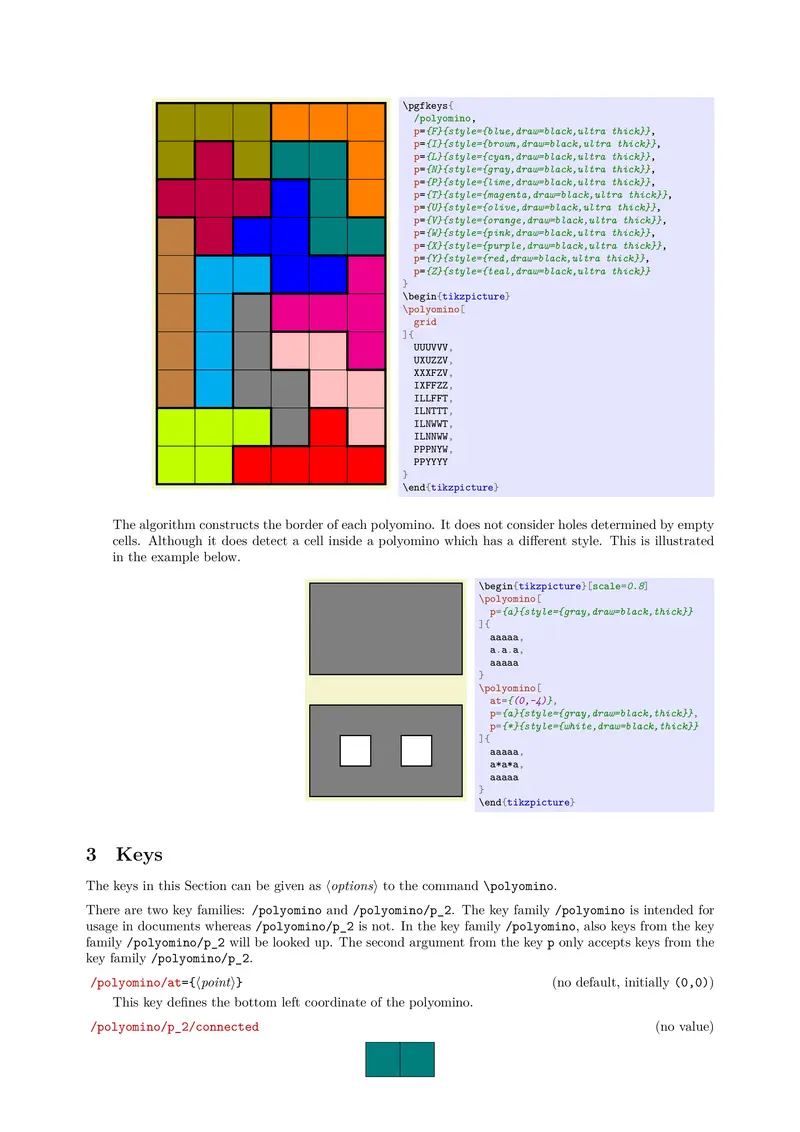 \pgfkeys{
/polyomino,
p={F}{style={blue,draw=black,ultra thick}},
p={I}{style={brown,draw=black,ultra thick}},
p={L}{style={cyan,draw=black,ultra thick}},
p={N}{style={gray,draw=black,ultra thick}},
p={P}{style={lime,draw=black,ultra thick}},
p={T}{style={magenta,draw=black,ultra thick}},
p={U}{style={olive,draw=black,ultra thick}},
p={V}{style={orange,draw=black,ultra thick}},
p={W}{style={pink,draw=black,ultra thick}},
p={X}{style={purple,draw=black,ultra thick}},
p={Y}{style={red,draw=black,ultra thick}},
p={Z}{style={teal,draw=black,ultra thick}}
}
\begin{tikzpicture}
\polyomino[
grid
]{
UUUVVV,
UXUZZV,
XXXFZV,
IXFFZZ,
ILLFFT,
ILNTTT,
ILNWWT,
ILNNWW,
PPPNYW,
PPYYYY
}
\end{tikzpicture}
The algorithm constructs the border of each polyomino. It does not consider holes determined by empty
cells. Although it does detect a cell inside a polyomino which has a different style. This is illustrated
in the example below.
\begin{tikzpicture}[scale=0.8]
\polyomino[
p={a}{style={gray,draw=black,thick}}
]{
aaaaa,
a.a.a,
aaaaa
}
\polyomino[
at={(0,-4)},
p={a}{style={gray,draw=black,thick}},
p={*}{style={white,draw=black,thick}}
]{
aaaaa,
a*a*a,
aaaaa
}
\end{tikzpicture}
3 Keys
The keys in this Section can be given as ⟨options⟩ to the command \polyomino.
There are two key families: /polyomino and /polyomino/p_2. The key family /polyomino is intended for
usage in documents whereas /polyomino/p_2 is not. In the key family /polyomino, also keys from the key
family /polyomino/p_2 will be looked up. The second argument from the key p only accepts keys from the
key family /polyomino/p_2.
/polyomino/at={⟨point⟩} (no default, initially (0,0))
This key defines the bottom left coordinate of the polyomino.
/polyomino/p_2/connected (no value)